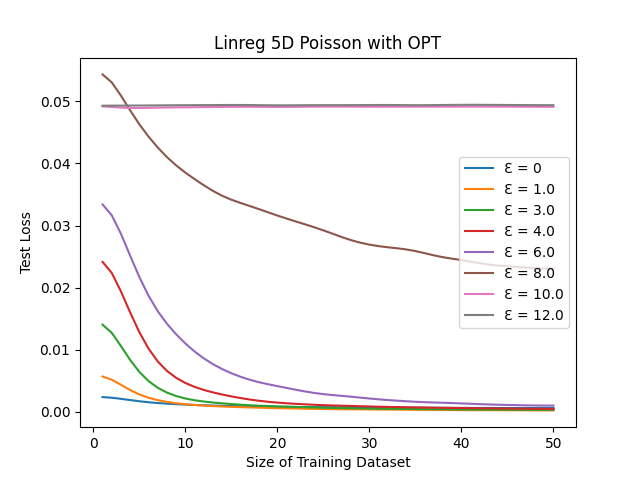 Linreg 5D Poisson with OPT
Test Loss
0.05
0.04
0.03
0.02
0.01
0.00
Ɛ = 0
Ɛ = 1.0
Ɛ = 3.0
Ɛ = 4.0
Ɛ = 6.0
Ɛ = 8.0
Ɛ = 10.0
Ɛ = 12.0
0 10 20 30 40 50
Size of Training Dataset